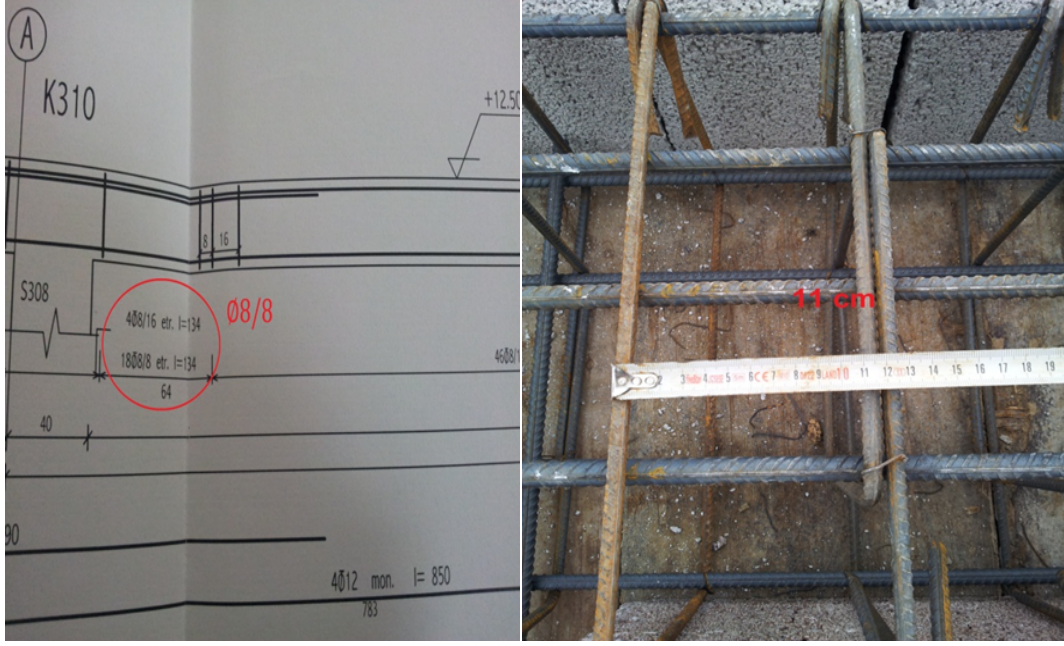 A
K310
+12.50
8 16
S308
4Ø8/16 etr. l=134
Ø8/8
18Ø8/8 etr. l=134
64
46Ø8/1
40
90
4Ø12 mon. l= 850
783
11 cm
3 4 5 6 CE 7 8 9 10 11 12 13 14 15 16 17 18 19